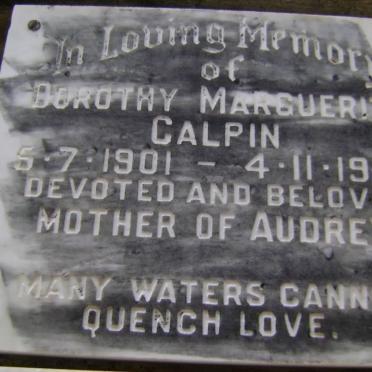 In Loving Memory
of
DOROTHY MARGUERI
CALPIN
5·7·1901 – 4·11·19
DEVOTED AND BELOV
MOTHER OF AUDRE
MANY WATERS CANN
QUENCH LOVE.